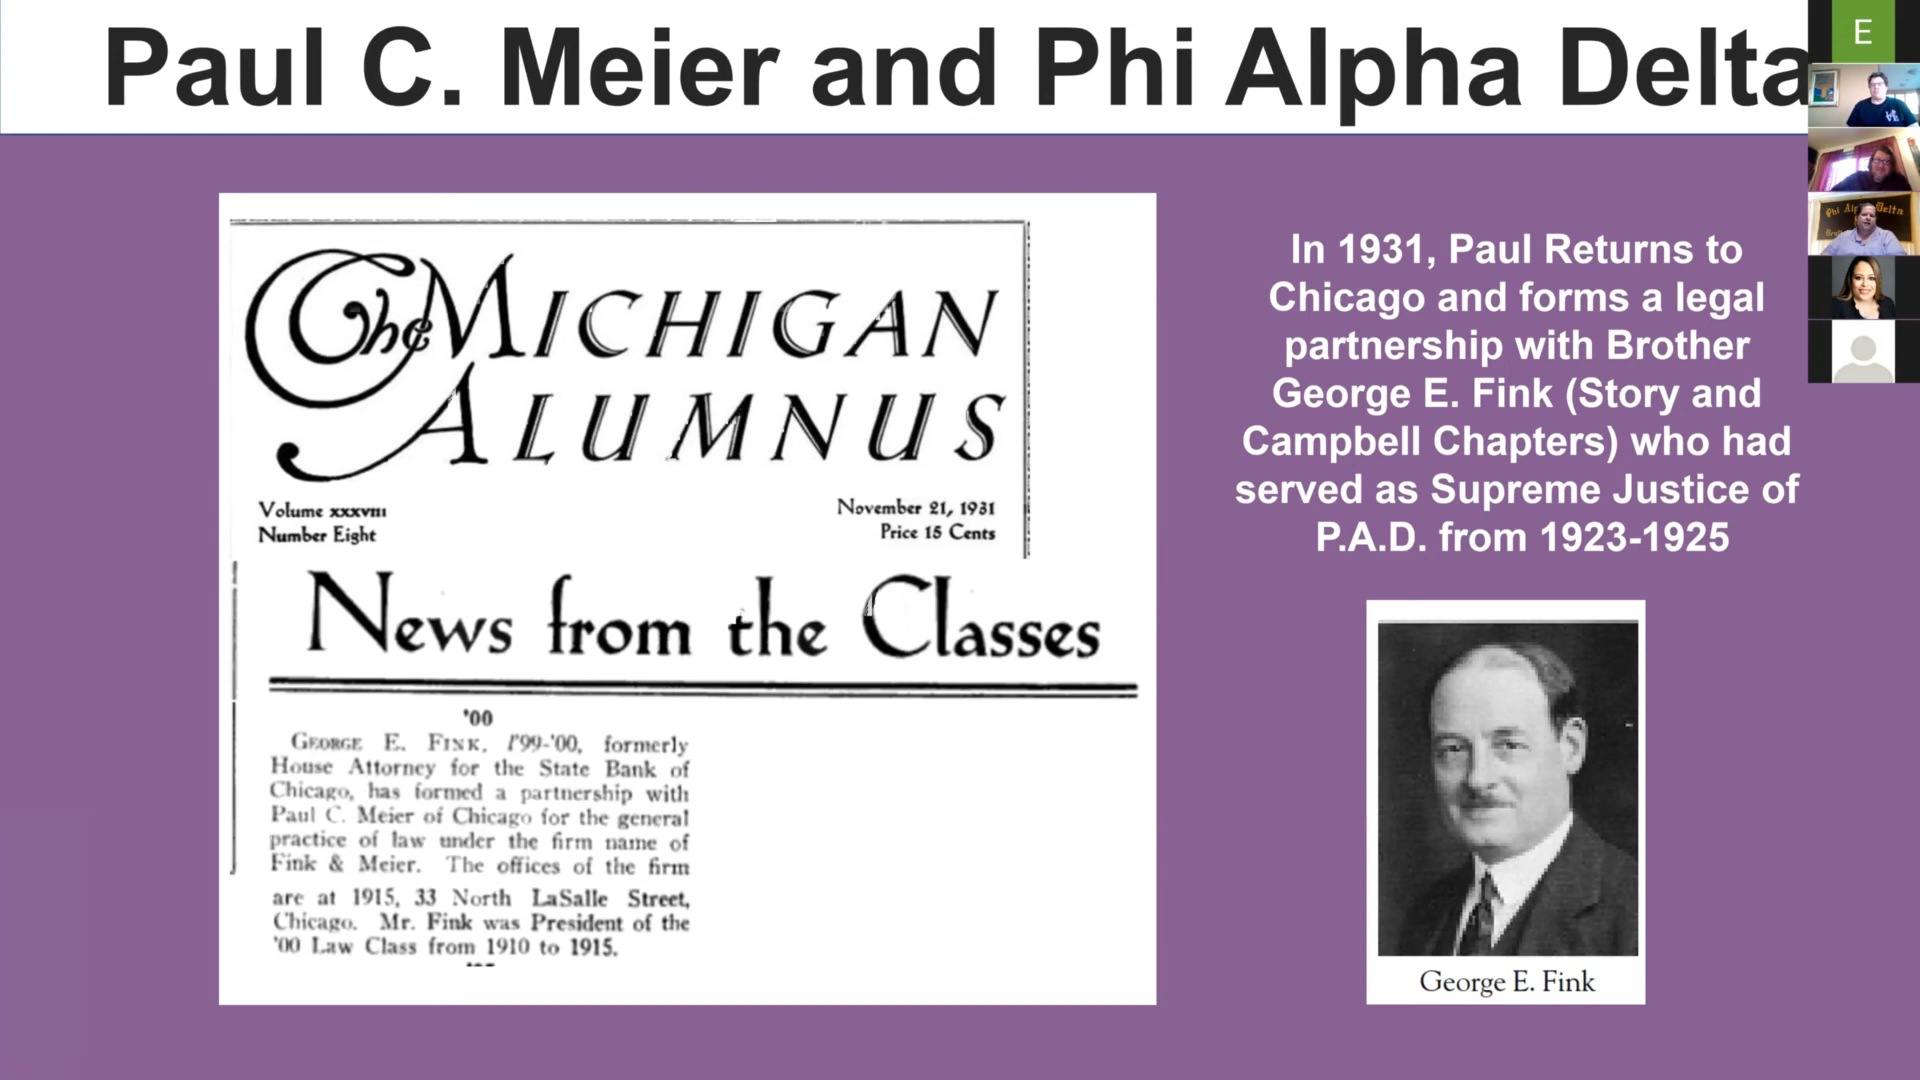 Paul C. Meier and Phi Alpha Delta
E
Phi Alpha Delta
The MICHIGAN
ALUMNUS
Volume XXXVIII
Number Eight
November 21, 1931
Price 15 Cents
News from the Classes
'00
GEORGE E. FINK, l'99-'00, formerly
House Attorney for the State Bank of
Chicago, has formed a partnership with
Paul C. Meier of Chicago for the general
practice of law under the firm name of
Fink & Meier. The offices of the firm
are at 1915, 33 North LaSalle Street,
Chicago. Mr. Fink was President of the
'00 Law Class from 1910 to 1915.
In 1931, Paul Returns to
Chicago and forms a legal
partnership with Brother
George E. Fink (Story and
Campbell Chapters) who had
served as Supreme Justice of
P.A.D. from 1923-1925
George E. Fink